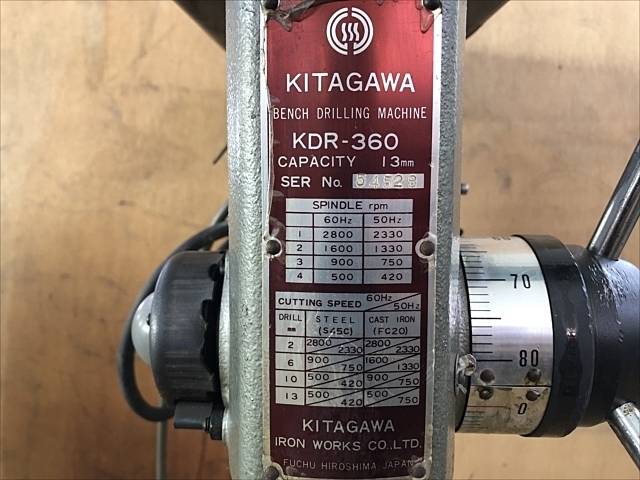 KITAGAWA
BENCH DRILLING MACHINE
KDR-360
CAPACITY 13mm
SER No. 54528
SPINDLE rpm
60Hz 50Hz
1 2800 2330
2 1600 1330
3 900 750
4 500 420
CUTTING SPEED 60Hz 50Hz
DRILL mm STEEL (S45C) CAST IRON (FC20)
2 2800 2330 2800 2330
6 900 750 1600 1330
10 500 420 900 750
13 500 420 500 750
KITAGAWA
IRON WORKS CO.,LTD.
FUCHU HIROSHIMA JAPAN
70
80
0